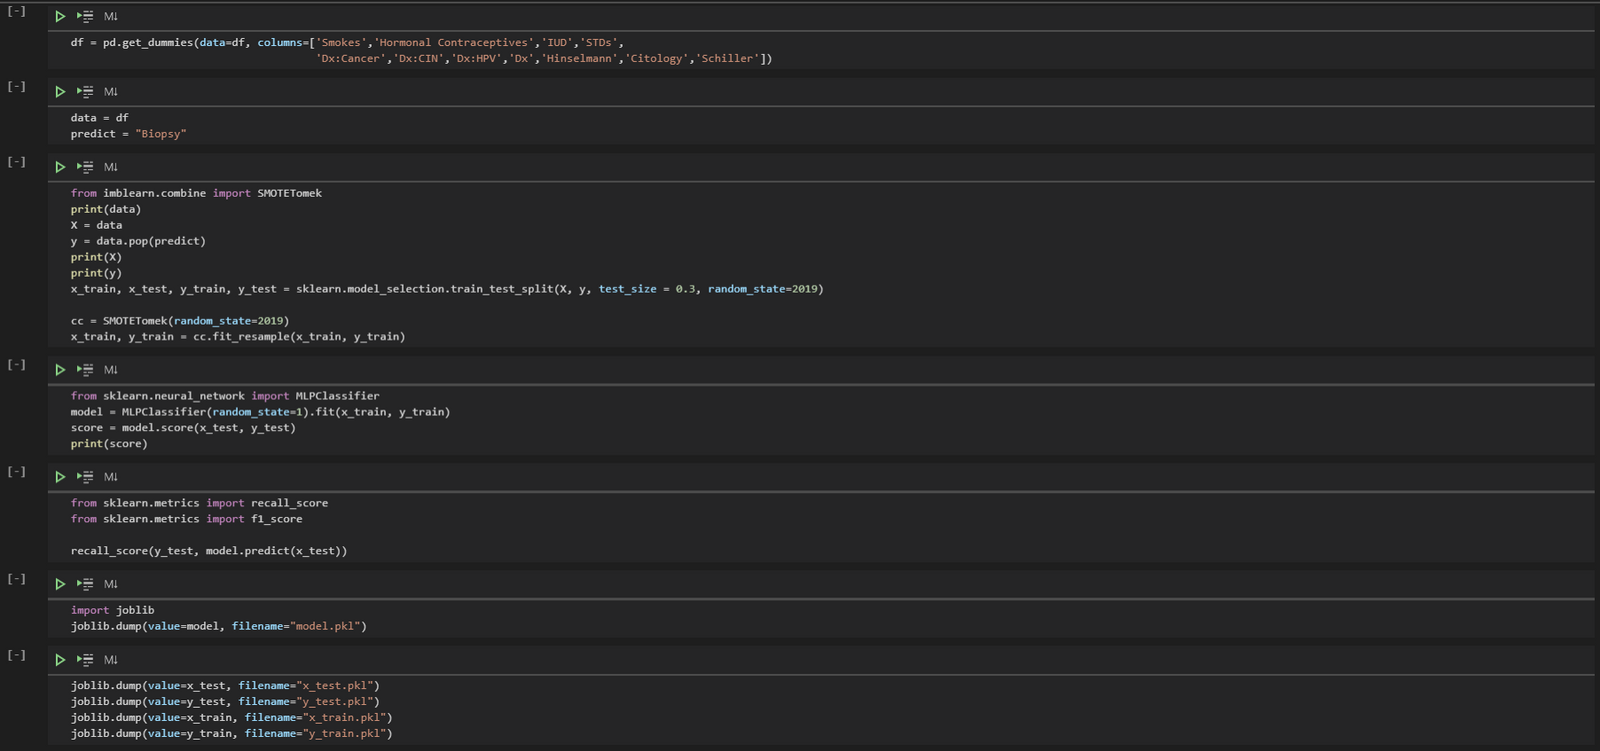 [-]
M↓
df = pd.get_dummies(data=df, columns=['Smokes','Hormonal Contraceptives','IUD','STDs',
'Dx:Cancer','Dx:CIN','Dx:HPV','Dx','Hinselmann','Citology','Schiller'])
[-]
M↓
data = df
predict = "Biopsy"
[-]
M↓
from imblearn.combine import SMOTETomek
print(data)
X = data
y = data.pop(predict)
print(X)
print(y)
x_train, x_test, y_train, y_test = sklearn.model_selection.train_test_split(X, y, test_size = 0.3, random_state=2019)
cc = SMOTETomek(random_state=2019)
x_train, y_train = cc.fit_resample(x_train, y_train)
[-]
M↓
from sklearn.neural_network import MLPClassifier
model = MLPClassifier(random_state=1).fit(x_train, y_train)
score = model.score(x_test, y_test)
print(score)
[-]
M↓
from sklearn.metrics import recall_score
from sklearn.metrics import f1_score
recall_score(y_test, model.predict(x_test))
[-]
M↓
import joblib
joblib.dump(value=model, filename="model.pkl")
[-]
M↓
joblib.dump(value=x_test, filename="x_test.pkl")
joblib.dump(value=y_test, filename="y_test.pkl")
joblib.dump(value=x_train, filename="x_train.pkl")
joblib.dump(value=y_train, filename="y_train.pkl")